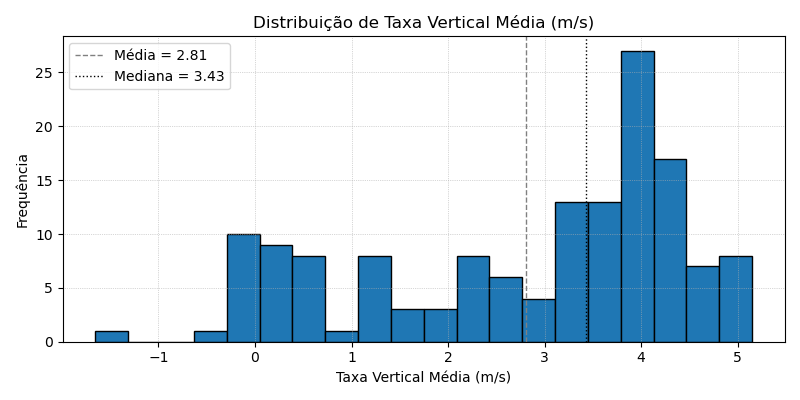 Distribuição de Taxa Vertical Média (m/s)
Média = 2.81
Mediana = 3.43
Frequência
25
20
15
10
5
0
−1
0
1
2
3
4
5
Taxa Vertical Média (m/s)